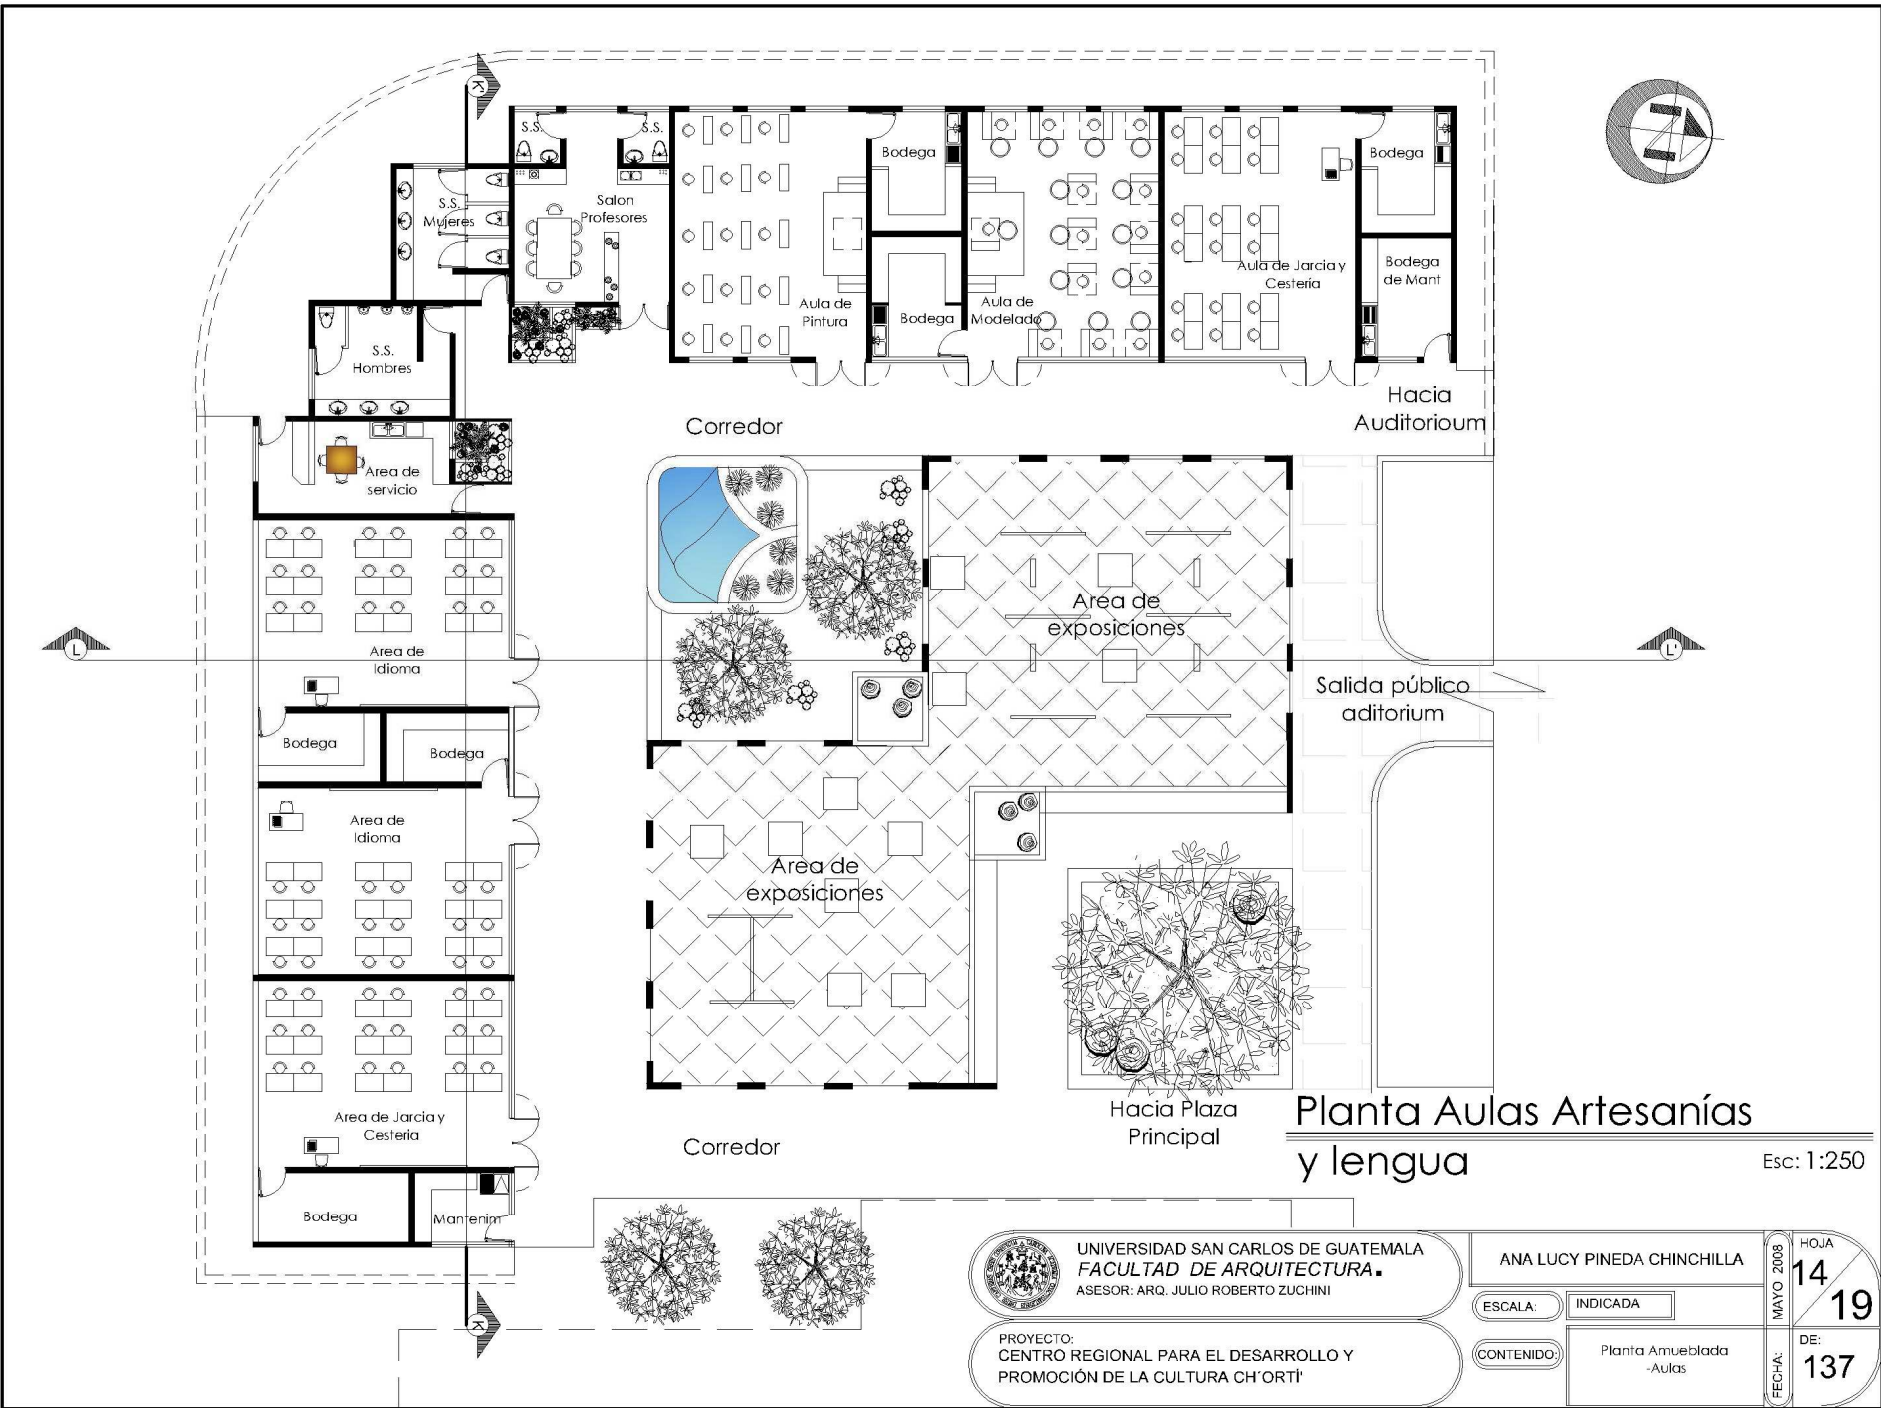 K'
S.S.
S.S.
S.S.
Mujeres
Salon
Profesores
Bodega
Bodega
Aula de Jarcia y
Cestería
Bodega
de Mant
Aula de
Pintura
Bodega
Aula de
Modelado
S.S.
Hombres
Hacia
Auditorioum
Corredor
Area de
servicio
Area de
exposiciones
Area de
Idioma
L
L'
Salida público
aditorium
Bodega
Bodega
Area de
Idioma
Area de
exposiciones
Area de Jarcia y
Cesteria
Hacia Plaza
Principal
Corredor
Bodega
Mantenim
K
Planta Aulas Artesanías
y lengua
Esc: 1:250
UNIVERSIDAD SAN CARLOS DE GUATEMALA
FACULTAD DE ARQUITECTURA.
ASESOR: ARQ. JULIO ROBERTO ZUCHINI
PROYECTO:
CENTRO REGIONAL PARA EL DESARROLLO Y
PROMOCIÓN DE LA CULTURA CH´ORTÍ'
ANA LUCY PINEDA CHINCHILLA
ESCALA:
INDICADA
CONTENIDO:
Planta Amueblada
-Aulas
FECHA: MAYO 2008
HOJA
14
19
DE:
137